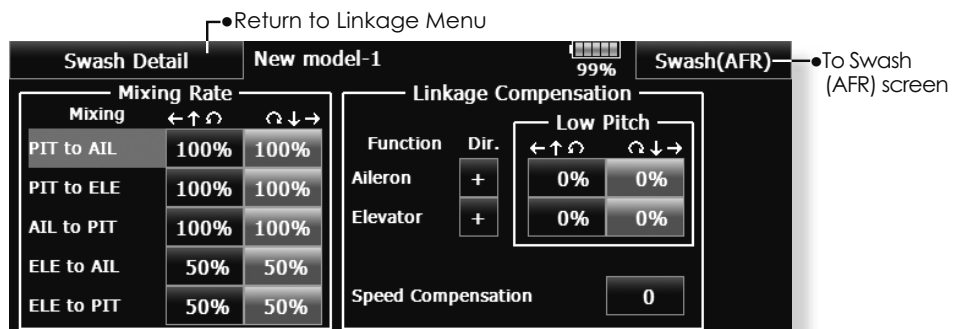 ●Return to Linkage Menu
Swash Detail New model-1 99% Swash(AFR) ●To Swash (AFR) screen
Mixing Rate
Mixing ←↑↶ ↷↓→
PIT to AIL 100% 100%
PIT to ELE 100% 100%
AIL to PIT 100% 100%
ELE to AIL 50% 50%
ELE to PIT 50% 50%
Linkage Compensation
Low Pitch
Function Dir. ←↑↶ ↷↓→
Aileron + 0% 0%
Elevator + 0% 0%
Speed Compensation 0